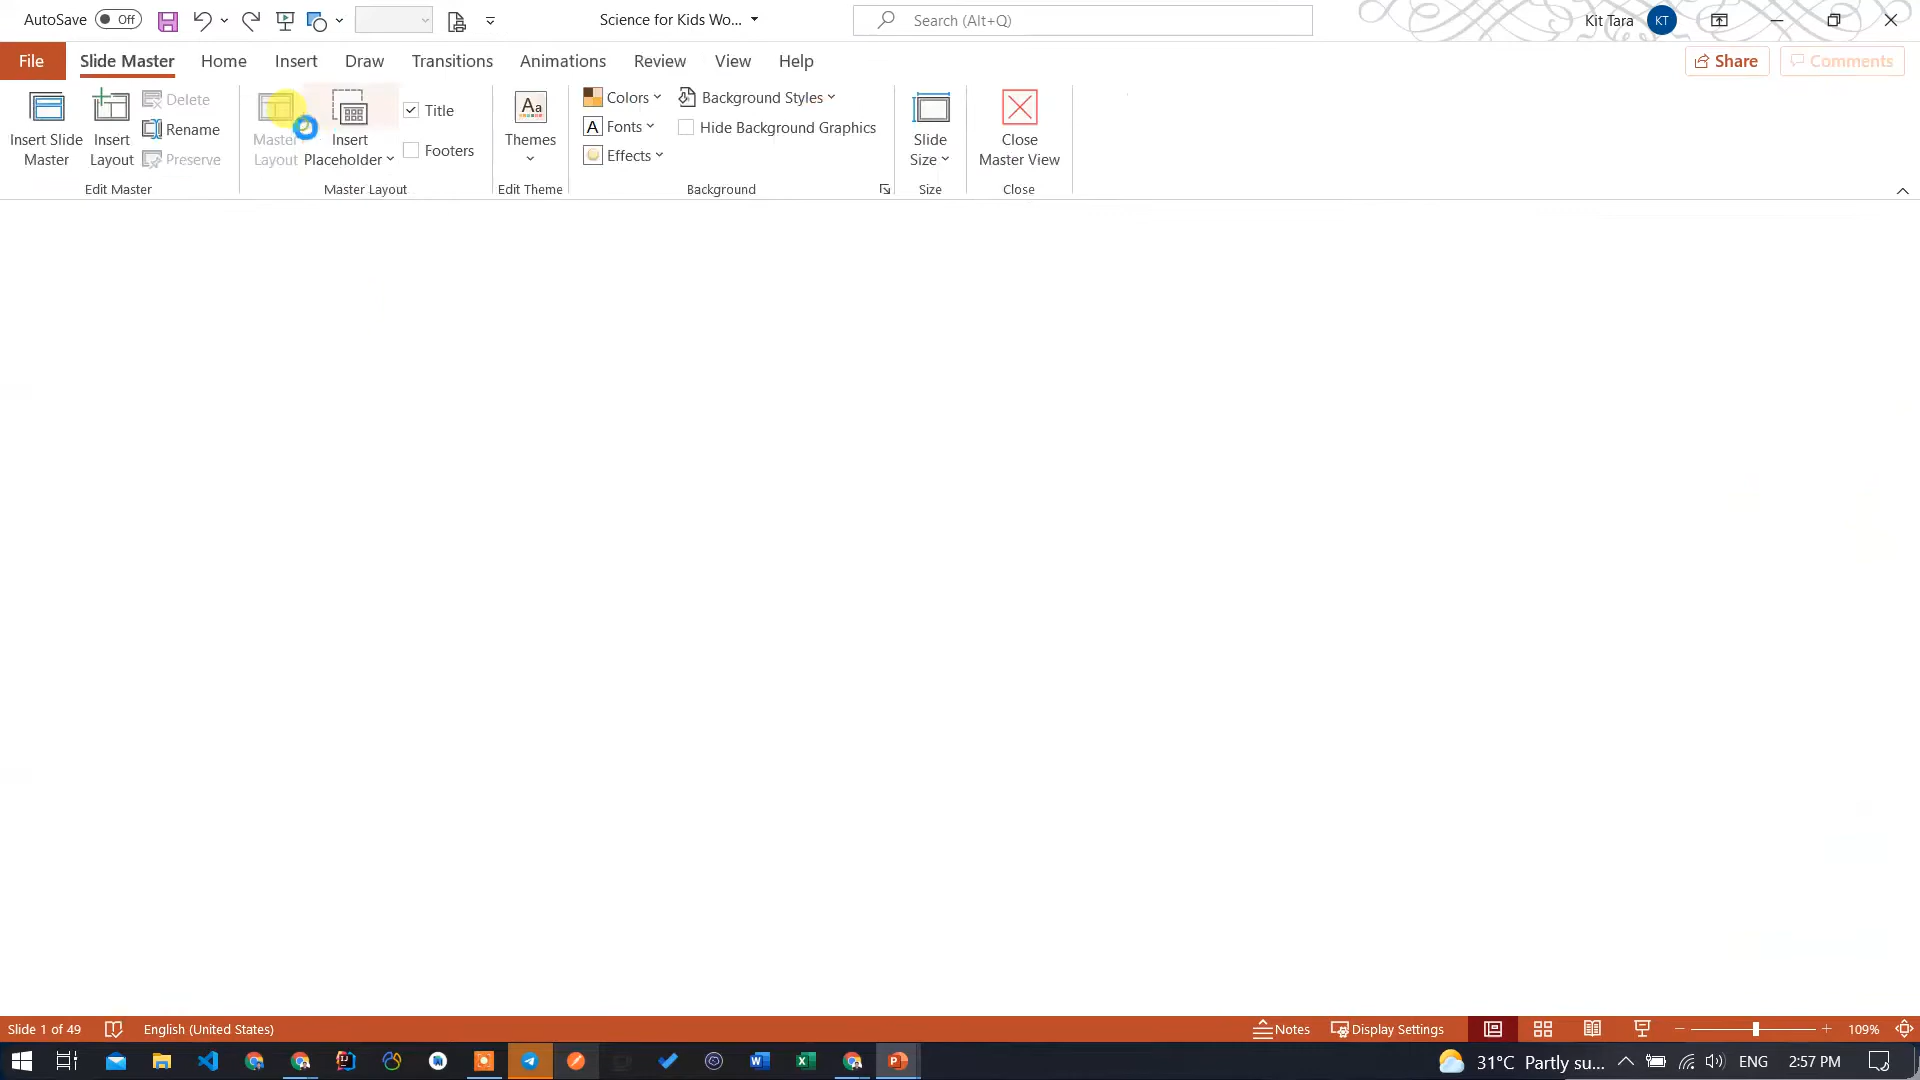 AutoSave Off Science for Kids Wo... Search (Alt+Q) Kit Tara KT
File Slide Master Home Insert Draw Transitions Animations Review View Help Share Comments
Insert Slide Master
Insert Layout
Delete
Rename
Preserve
Edit Master
Master Layout
Insert Placeholder
Title
Footers
Master Layout
Aa
Themes
Edit Theme
Colors
A Fonts
Effects
Background Styles
Hide Background Graphics
Background
Slide Size
Size
Close Master View
Close
Slide 1 of 49 English (United States) Notes Display Settings 109%
31°C Partly su... ENG 2:57 PM